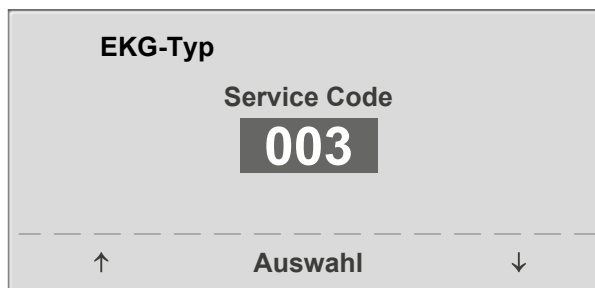 EKG-Typ
Service Code
003
↑ Auswahl ↓